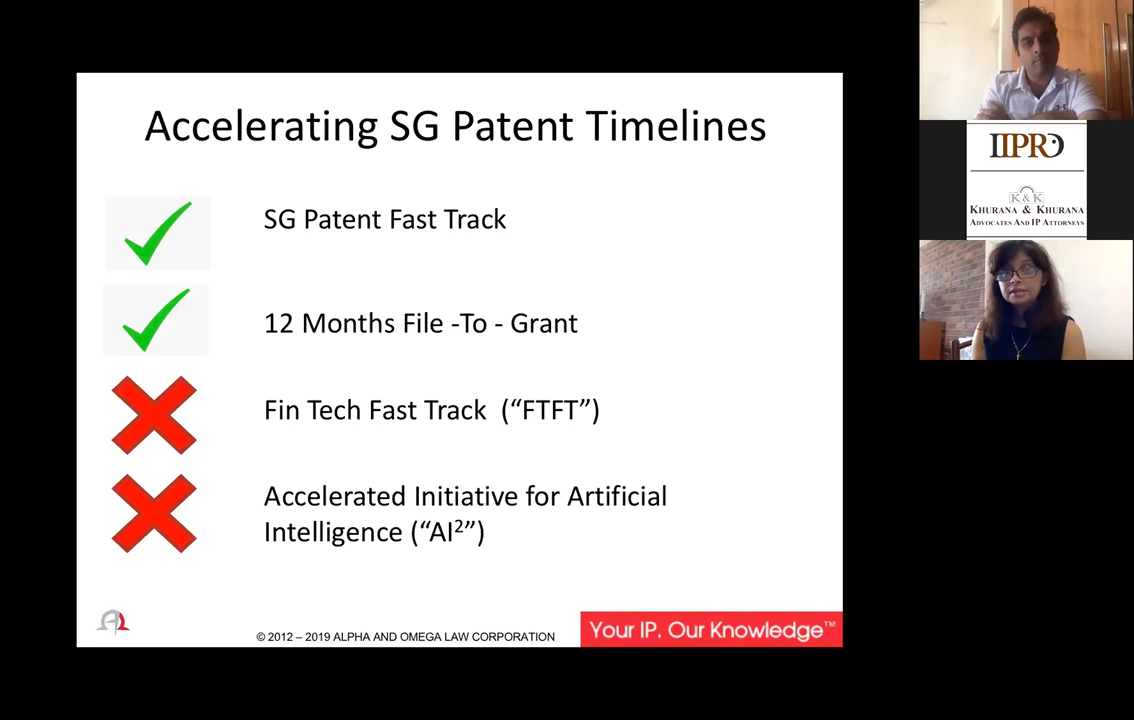 Accelerating SG Patent Timelines
SG Patent Fast Track
12 Months File -To - Grant
Fin Tech Fast Track (“FTFT”)
Accelerated Initiative for Artificial
Intelligence (“AI²”)
© 2012 – 2019 ALPHA AND OMEGA LAW CORPORATION
Your IP. Our Knowledge™
IIPRD
K&K
KHURANA & KHURANA
ADVOCATES AND IP ATTORNEYS